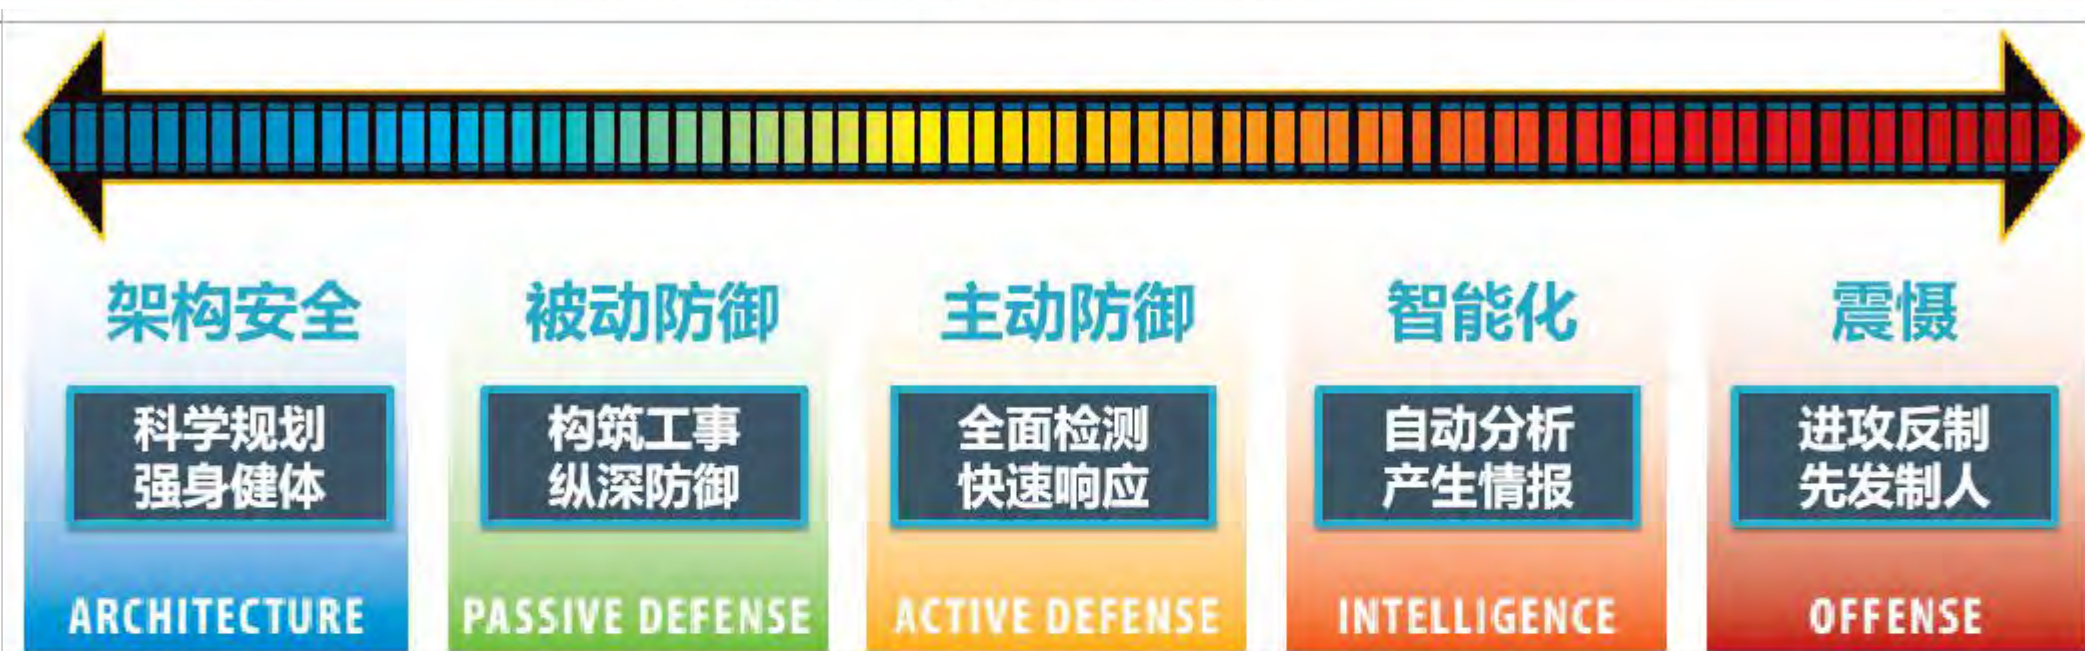 架构安全
被动防御
主动防御
智能化
震慑
科学规划
强身健体
构筑工事
纵深防御
全面检测
快速响应
自动分析
产生情报
进攻反制
先发制人
ARCHITECTURE
PASSIVE DEFENSE
ACTIVE DEFENSE
INTELLIGENCE
OFFENSE